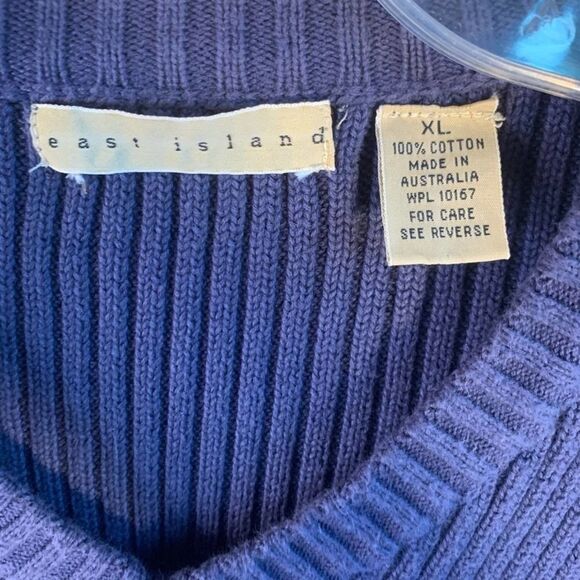 east island
XL
100% COTTON
MADE IN
AUSTRALIA
WPL 10167
FOR CARE
SEE REVERSE